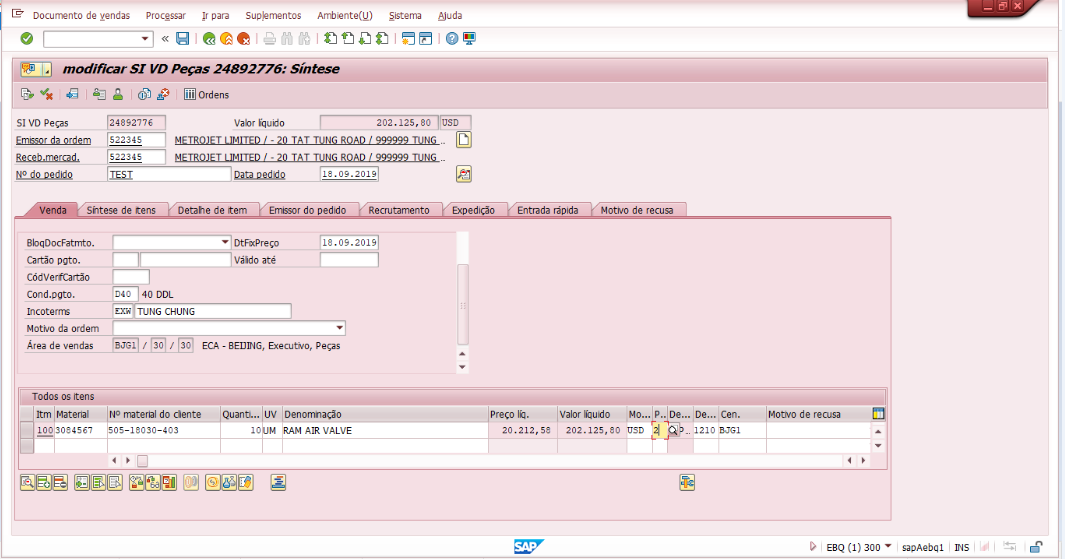 Documento de vendas Processar Ir para Suplementos Ambiente(U) Sistema Ajuda
modificar SI VD Peças 24892776: Síntese
Ordens
SI VD Peças 24892776 Valor líquido 202.125,80 USD
Emissor da ordem 522345 METROJET LIMITED / - 20 TAT TUNG ROAD / 999999 TUNG ..
Receb.mercad. 522345 METROJET LIMITED / - 20 TAT TUNG ROAD / 999999 TUNG ..
Nº do pedido TEST Data pedido 18.09.2019
Venda Síntese de itens Detalhe de item Emissor do pedido Recrutamento Expedição Entrada rápida Motivo de recusa
BloqDocFatmto. DtFixPreço 18.09.2019
Cartão pgto. Válido até
CódVerifCartão
Cond.pgto. D40 40 DDL
Incoterms EXW TUNG CHUNG
Motivo da ordem
Área de vendas BJG1 / 30 / 30 ECA - BEIJING, Executivo, Peças
Todos os itens
Itm Material Nº material do cliente Quanti... UV Denominação Preço líq. Valor líquido Mo... P.. De... De... Cen. Motivo de recusa
100 3084567 505-18030-403 10 UM RAM AIR VALVE 20.212,58 202.125,80 USD 2 P.. 1210 BJG1
SAP EBQ (1) 300 sapAebq1 INS